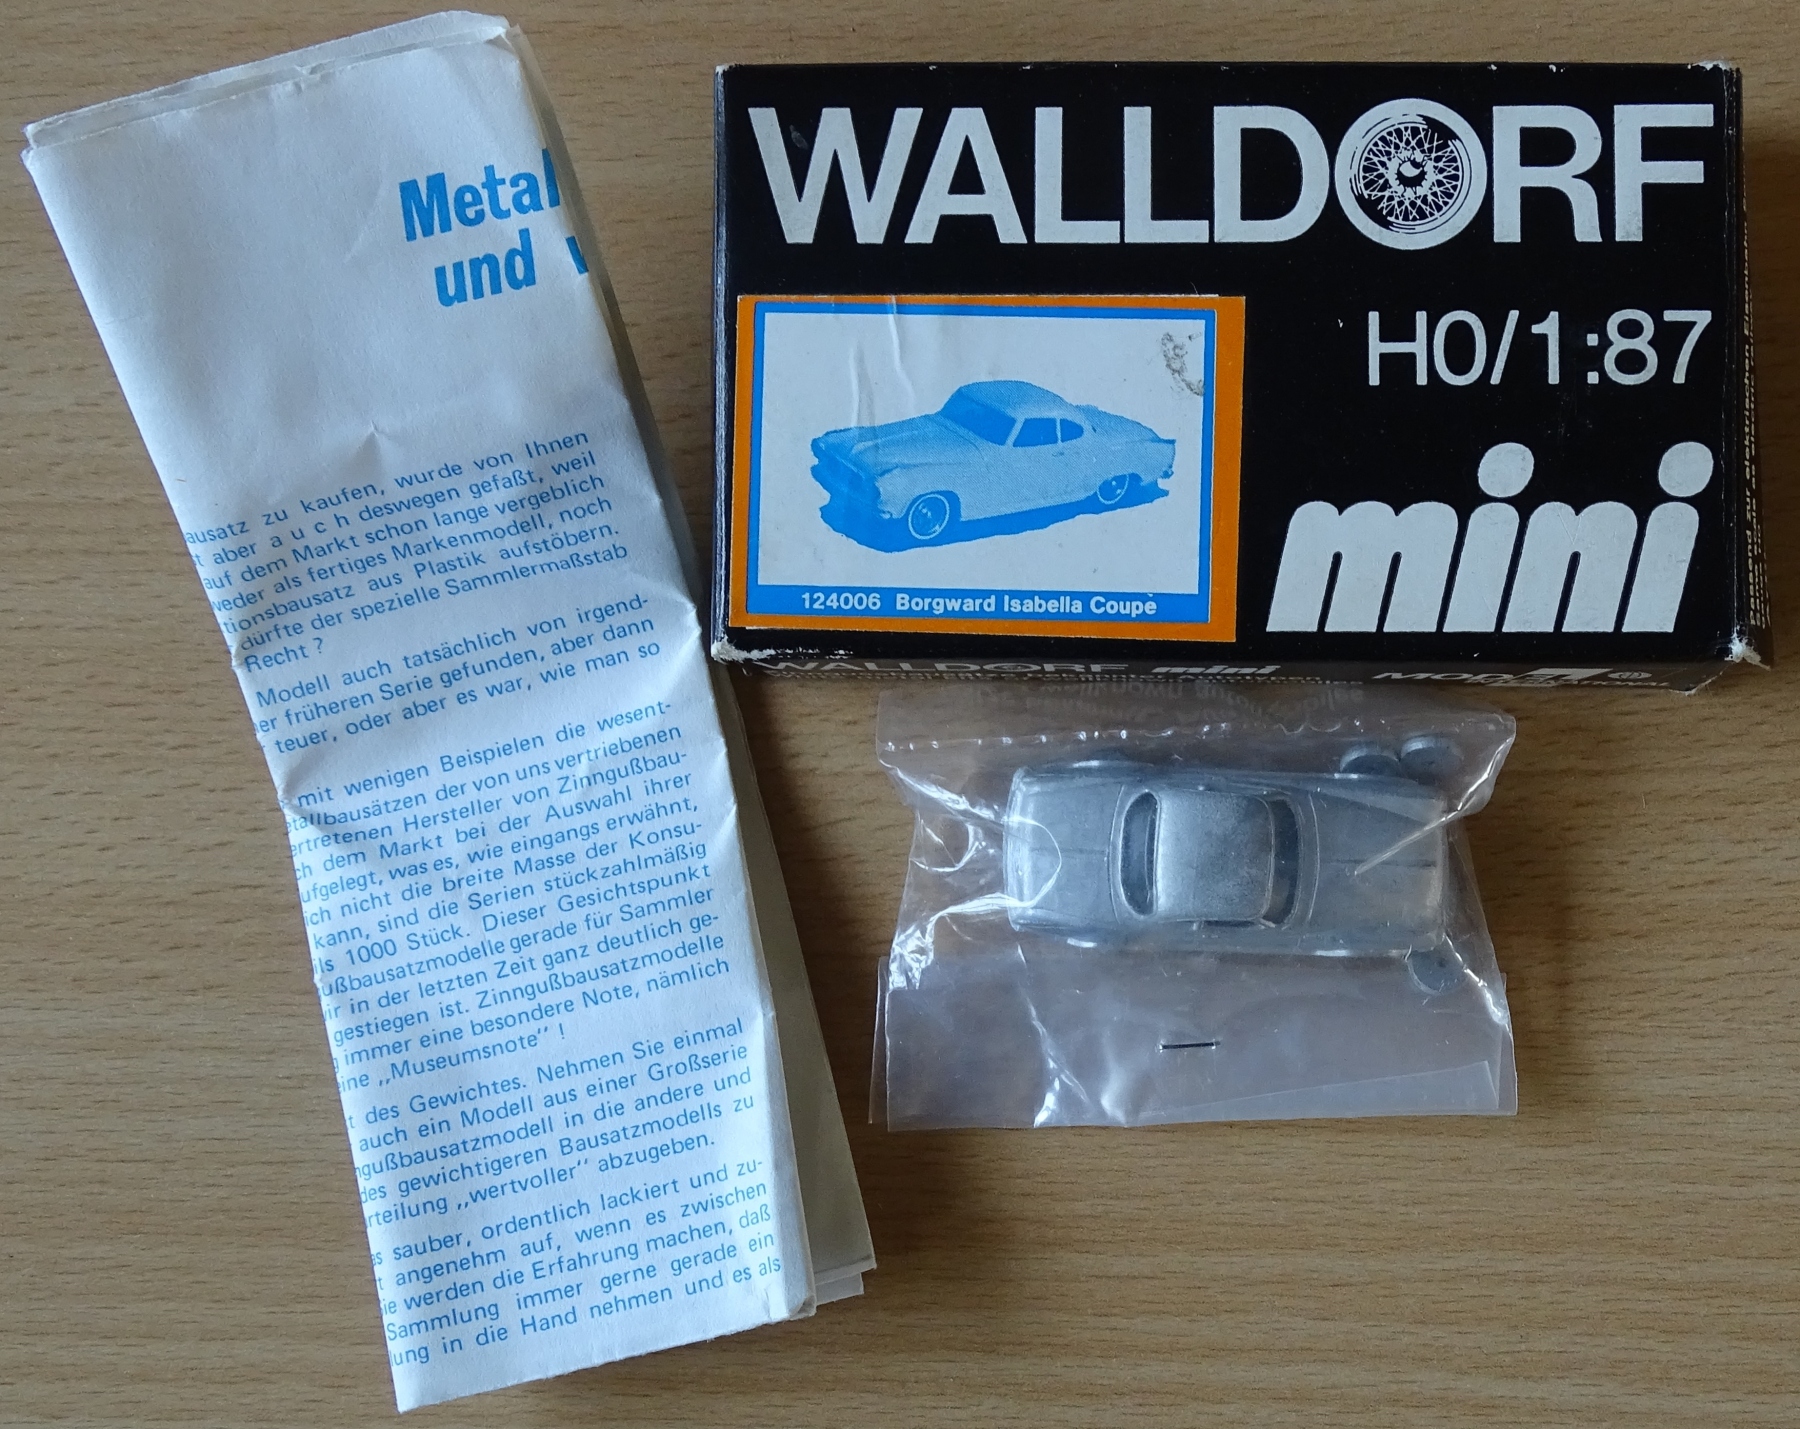 Metal
und
ausatz zu kaufen, wurde von Ihnen
t aber a u c h deswegen gefaßt, weil
auf dem Markt schon lange vergeblich
weder als fertiges Markenmodell, noch
tionsbausatz aus Plastik aufstöbern.
dürfte der spezielle Sammlermaßstab
Recht ?
Modell auch tatsächlich von irgend-
er früheren Serie gefunden, aber dann
teuer, oder aber es war, wie man so
mit wenigen Beispielen die wesent-
etallbausätzen der von uns vertriebenen
ertretenen Hersteller von Zinngußbau-
ch dem Markt bei der Auswahl ihrer
ufgelegt, was es, wie eingangs erwähnt,
ich nicht die breite Masse der Konsu-
kann, sind die Serien stückzahlmäßig
ls 1000 Stück. Dieser Gesichtspunkt
ußbausatzmodelle gerade für Sammler
ir in der letzten Zeit ganz deutlich ge-
gestiegen ist. Zinngußbausatzmodelle
immer eine besondere Note, nämlich
ine „Museumsnote“ !
t des Gewichtes. Nehmen Sie einmal
auch ein Modell aus einer Großserie
ngußbausatzmodell in die andere und
des gewichtigeren Bausatzmodells zu
rteilung „wertvoller“ abzugeben.
s sauber, ordentlich lackiert und zu-
t angenehm auf, wenn es zwischen
ie werden die Erfahrung machen, daß
Sammlung immer gerne gerade ein
lung in die Hand nehmen und es als
WALLDORF
H0/1:87
mini
124006 Borgward Isabella Coupè
WALLDORF mini